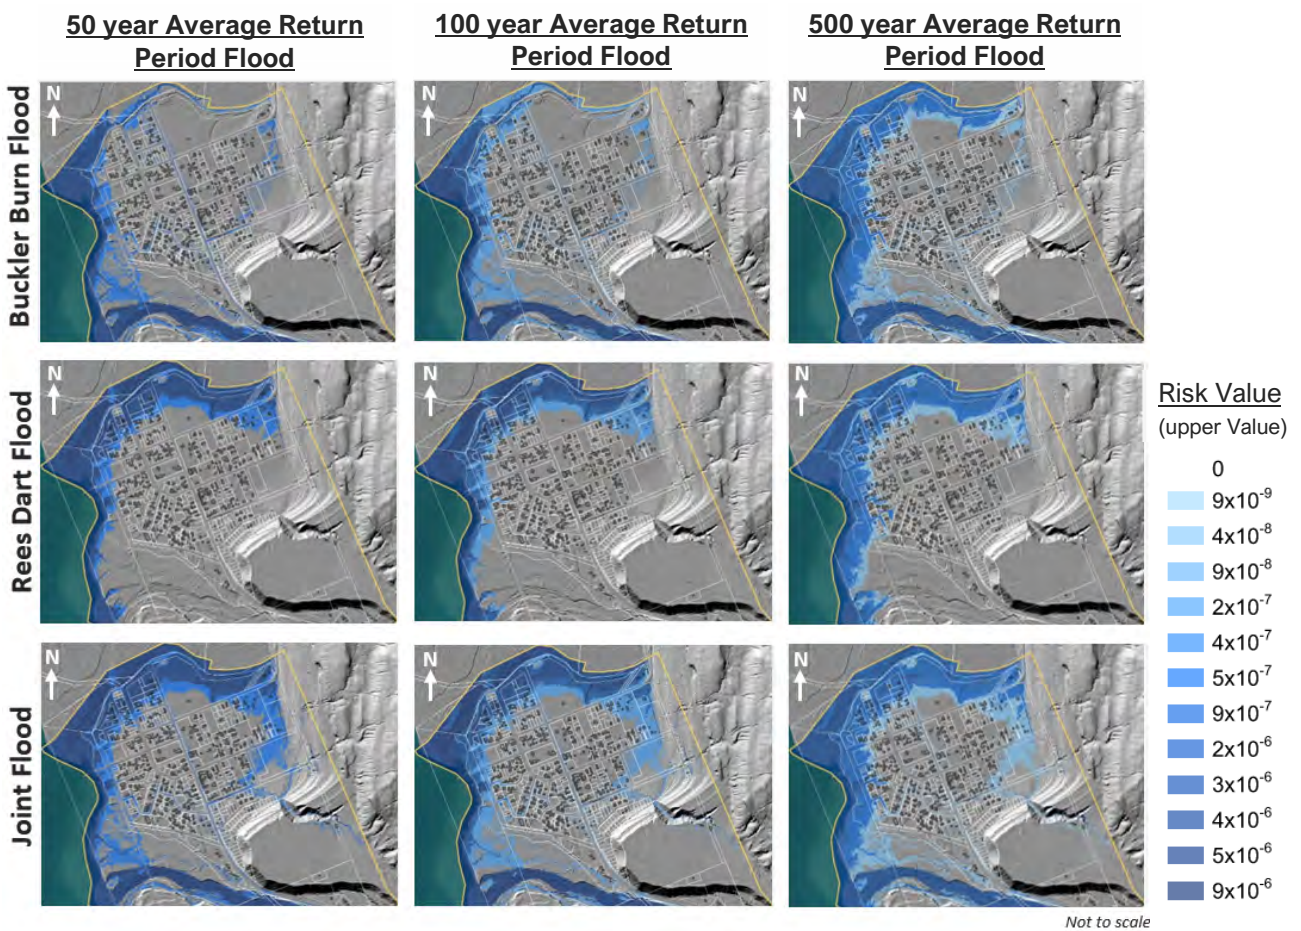 50 year Average Return
Period Flood
100 year Average Return
Period Flood
500 year Average Return
Period Flood
Buckler Burn Flood
N
N
N
Rees Dart Flood
N
N
N
Joint Flood
N
N
N
Risk Value
(upper Value)
0
9x10⁻⁹
4x10⁻⁸
9x10⁻⁸
2x10⁻⁷
4x10⁻⁷
5x10⁻⁷
9x10⁻⁷
2x10⁻⁶
3x10⁻⁶
4x10⁻⁶
5x10⁻⁶
9x10⁻⁶
Not to scale